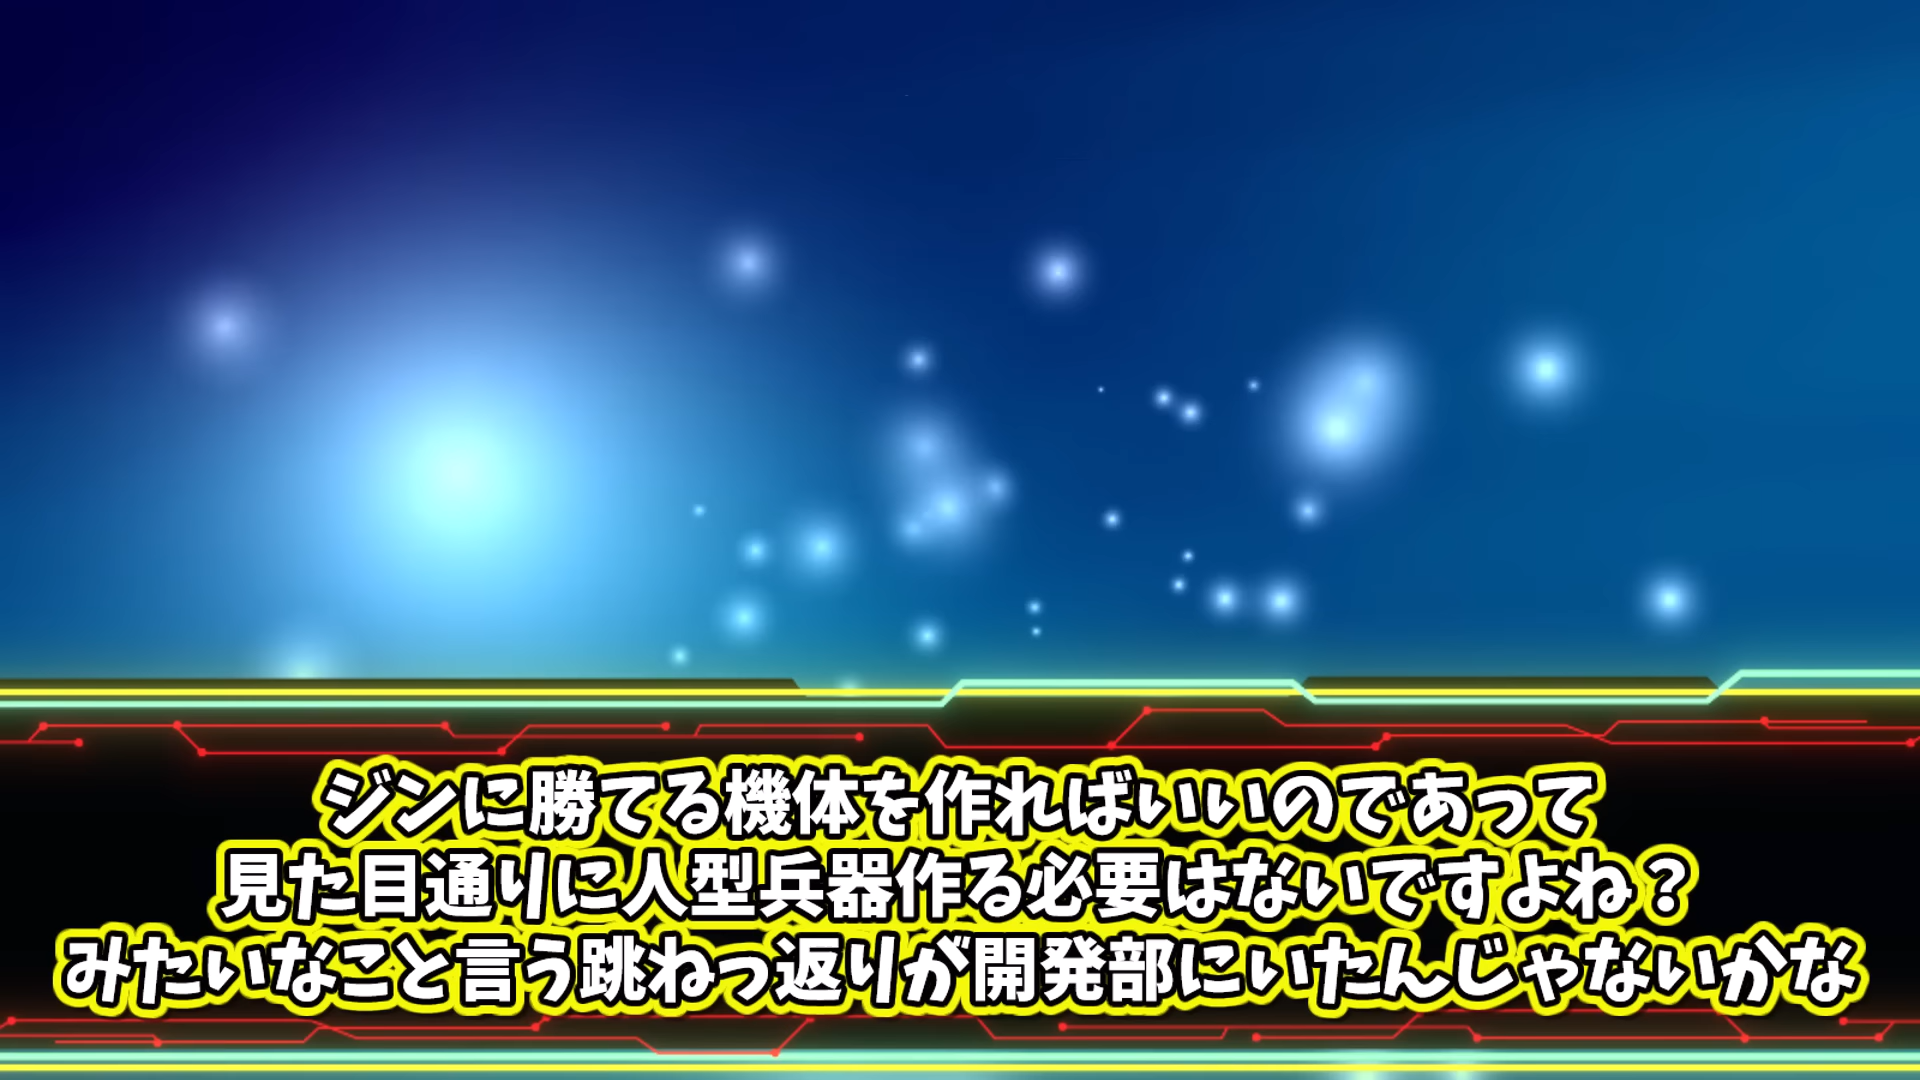 ジンに勝てる機体を作ればいいのであって
見た目通りに人型兵器作る必要はないですよね？
みたいなこと言う跳ねっ返りが開発部にいたんじゃないかな